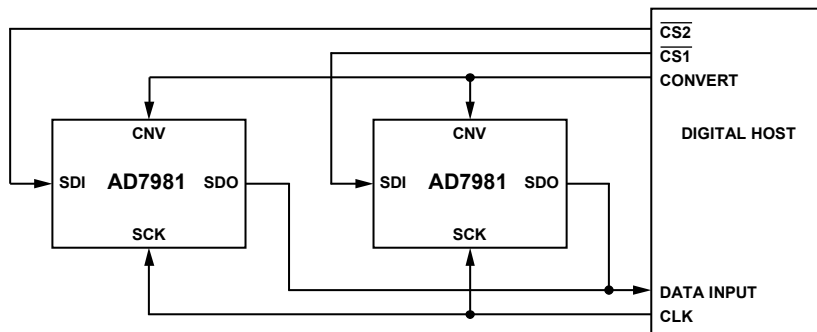 CS2
CS1
CONVERT
CNV
CNV
DIGITAL HOST
SDI AD7981 SDO
SDI AD7981 SDO
SCK
SCK
DATA INPUT
CLK